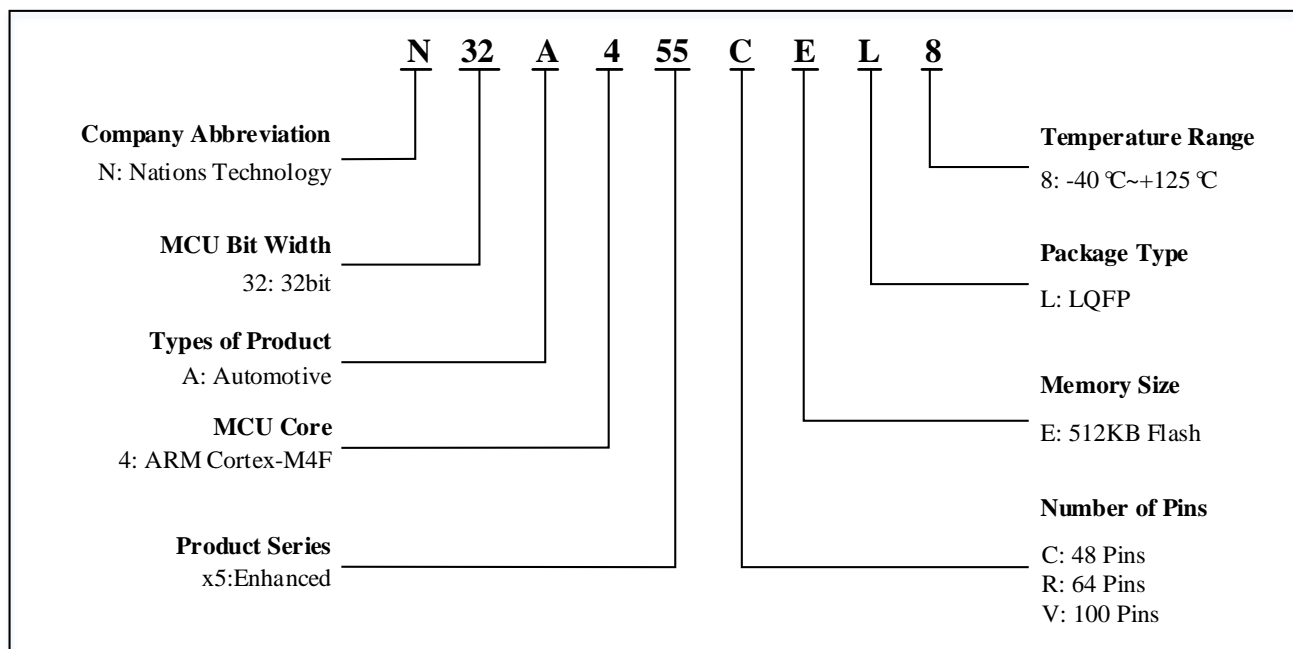 N 32 A 4 55 C E L 8
Company Abbreviation
N: Nations Technology
MCU Bit Width
32: 32bit
Types of Product
A: Automotive
MCU Core
4: ARM Cortex-M4F
Product Series
x5:Enhanced
Temperature Range
8: -40 ℃~+125 ℃
Package Type
L: LQFP
Memory Size
E: 512KB Flash
Number of Pins
C: 48 Pins
R: 64 Pins
V: 100 Pins